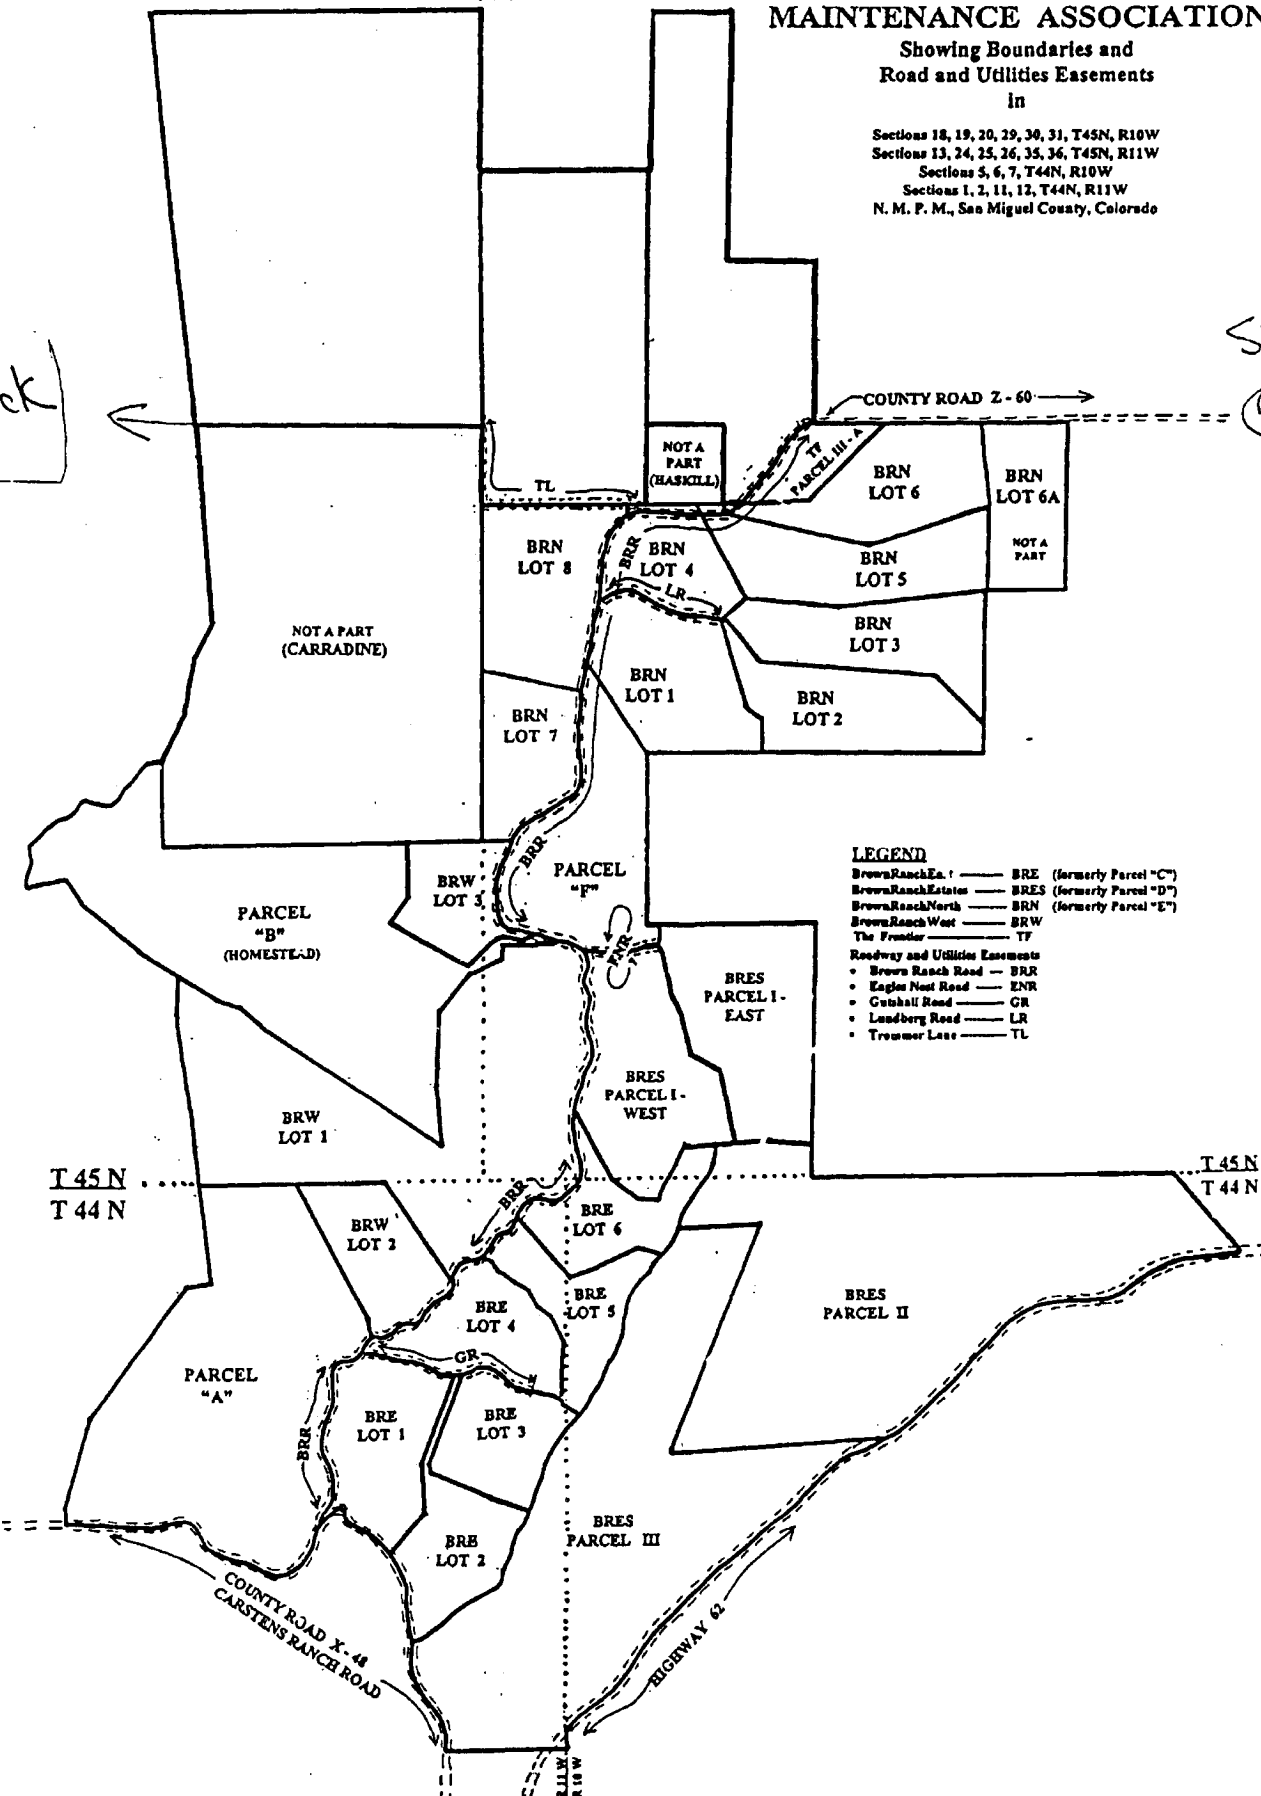 MAINTENANCE ASSOCIATION
Showing Boundaries and
Road and Utilities Easements
in
Sections 18, 19, 20, 29, 30, 31, T45N, R10W
Sections 13, 24, 25, 26, 35, 36, T45N, R11W
Sections 5, 6, 7, T44N, R10W
Sections 1, 2, 11, 12, T44N, R11W
N. M. P. M., San Miguel County, Colorado
ck
COUNTY ROAD Z - 60
NOT A
PART
(HASKILL)
TF
PARCEL III - A
BRN
LOT 6
BRN
LOT 6A
NOT A
PART
TL
BRN
LOT 8
BRR
BRN
LOT 4
LR
BRN
LOT 5
BRN
LOT 3
NOT A PART
(CARRADINE)
BRN
LOT 1
BRN
LOT 2
BRN
LOT 7
BRR
PARCEL
"F"
BRW
LOT 3
PARCEL
"B"
(HOMESTEAD)
ENR
LEGEND
BrownRanchEast BRE (formerly Parcel "C")
BrownRanchEstates BRES (formerly Parcel "D")
BrownRanchNorth BRN (formerly Parcel "E")
BrownRanchWest BRW
The Frontier TF
Roadway and Utilities Easements
• Brown Ranch Road — BRR
• Eagles Nest Road — ENR
• Gutshall Road — GR
• Lundberg Road — LR
• Trommer Lane — TL
BRES
PARCEL I -
EAST
BRES
PARCEL I -
WEST
BRW
LOT 1
T 45 N
T 44 N
T 45 N
T 44 N
BRR
BRW
LOT 2
BRE
LOT 6
BRE
LOT 5
BRE
LOT 4
BRES
PARCEL II
GR
PARCEL
"A"
BRR
BRE
LOT 1
BRE
LOT 3
BRE
LOT 2
BRES
PARCEL III
COUNTY ROAD X - 48
CARSTENS RANCH ROAD
HIGHWAY 62
R 11 W
R 10 W